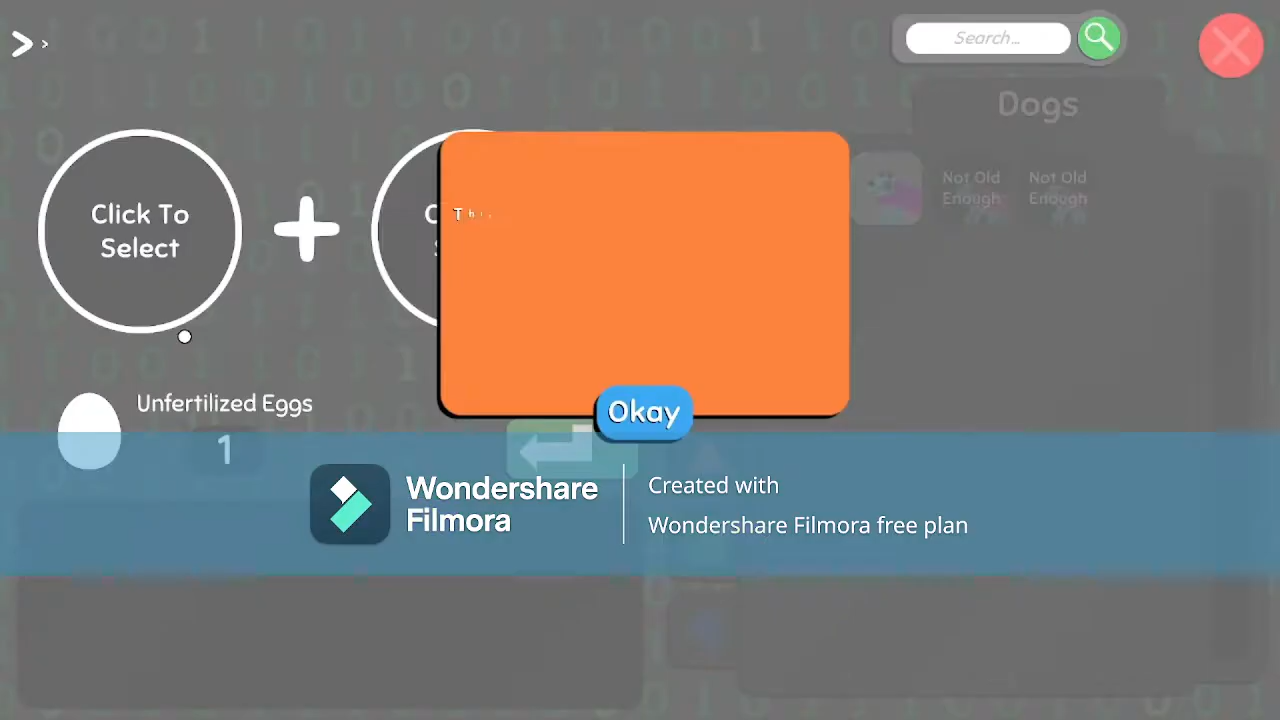 > >
Search...
Dogs
Click To
Select
Not Old
Enough
Not Old
Enough
Thi
Okay
Unfertilized Eggs
1
Wondershare
Filmora
Created with
Wondershare Filmora free plan